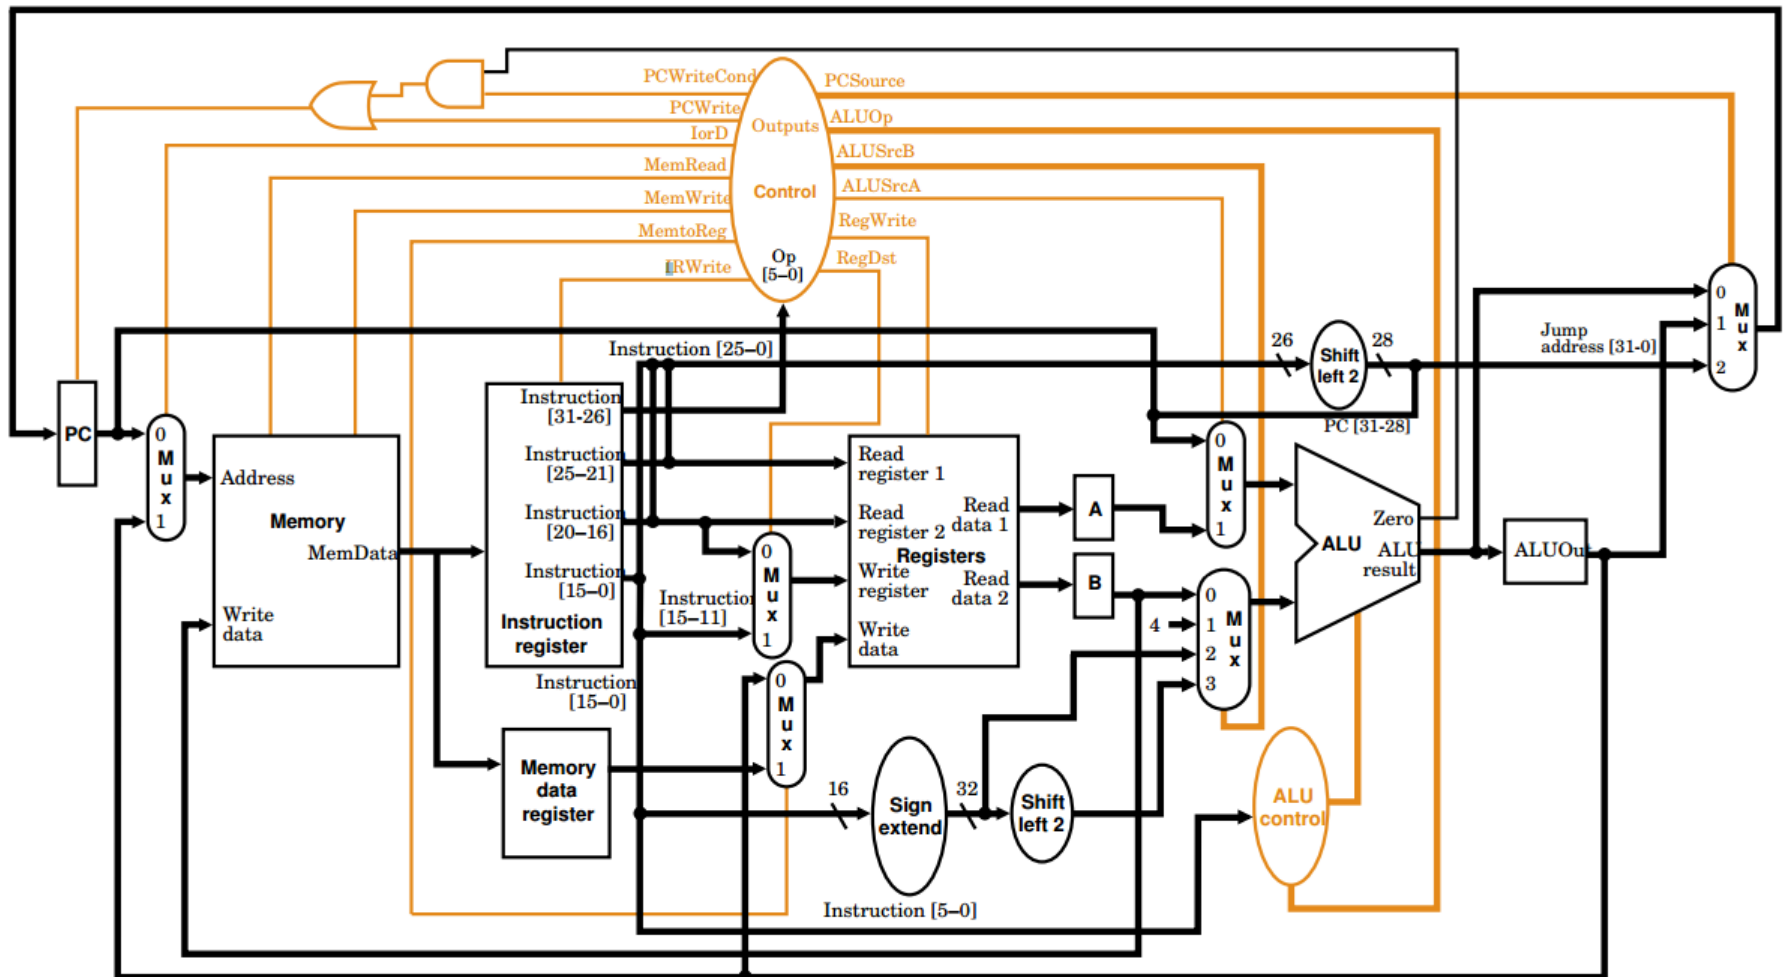 PCWriteCond
PCSource
PCWrite
ALUOp
Outputs
IorD
ALUSrcB
MemRead
ALUSrcA
Control
MemWrite
RegWrite
MemtoReg
RegDst
Op
[5–0]
IRWrite
Instruction [25–0]
26
28
Shift
left 2
Jump
address [31-0]
0
1
2
M
u
x
PC [31-28]
PC
0
M
u
x
1
Address
Memory
MemData
Write
data
Instruction
[31-26]
Instruction
[25–21]
Instruction
[20–16]
Instruction
[15–0]
Instruction
register
Instruction
[15–11]
0
M
u
x
1
Read
register 1
Read
register 2
Registers
Write
register
Write
data
Read
data 1
Read
data 2
A
B
0
M
u
x
1
4
0
1
2
3
M
u
x
Zero
ALU
ALU
result
ALUOut
Instruction
[15–0]
0
M
u
x
1
Memory
data
register
16
Sign
extend
32
Shift
left 2
ALU
control
Instruction [5–0]